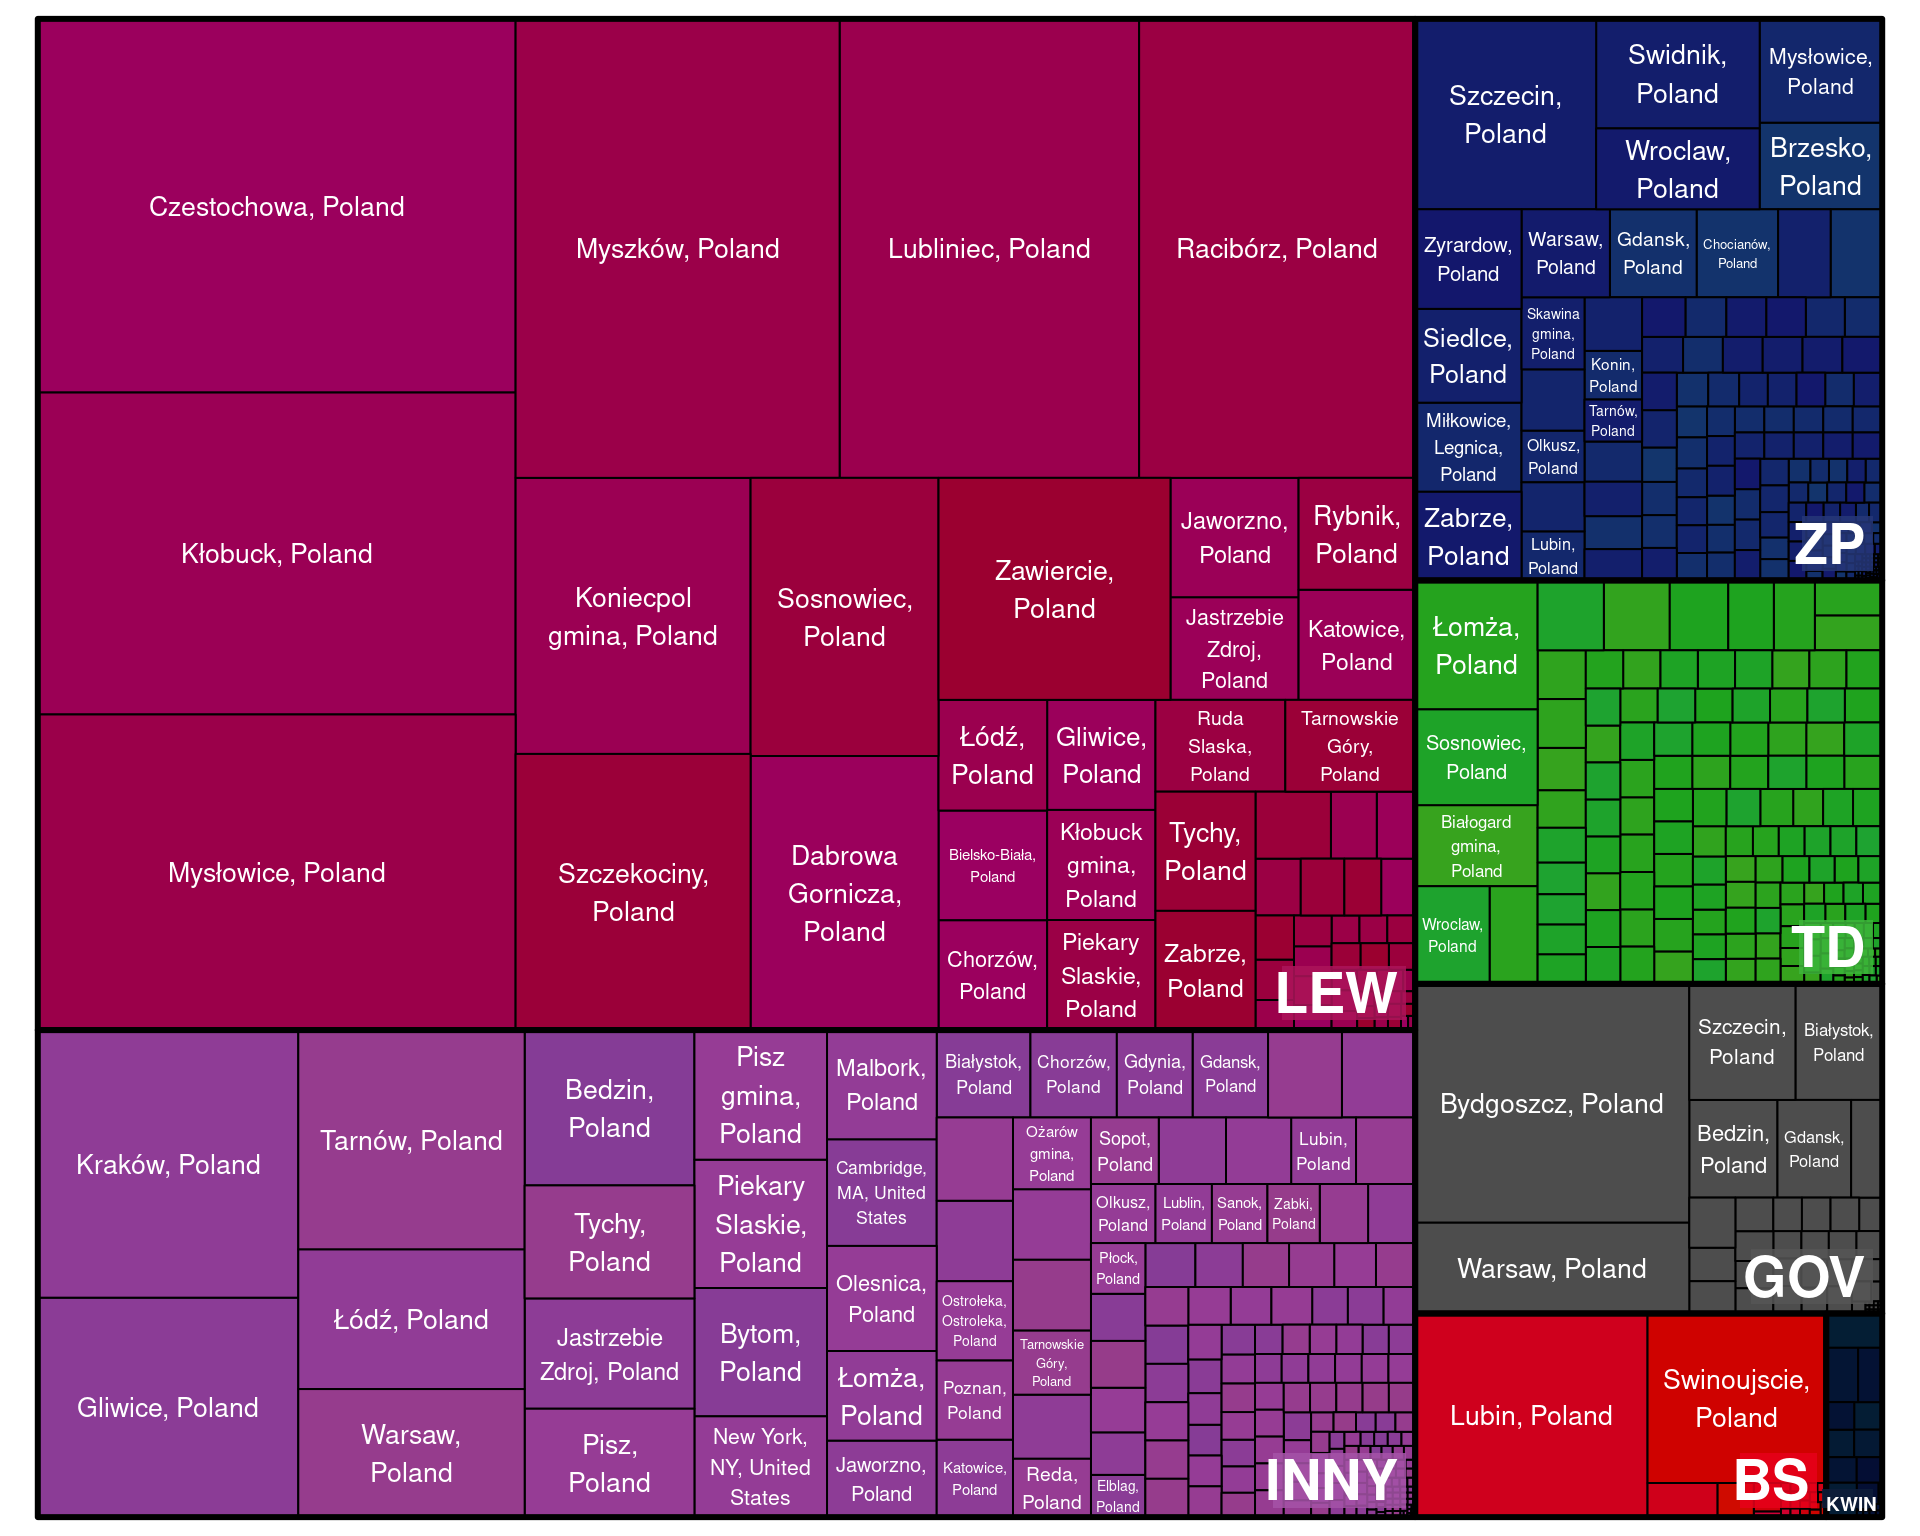 Czestochowa, Poland
Kłobuck, Poland
Mysłowice, Poland
Myszków, Poland
Lubliniec, Poland
Racibórz, Poland
Koniecpol
gmina, Poland
Szczekociny,
Poland
Sosnowiec,
Poland
Dabrowa
Gornicza,
Poland
Zawiercie,
Poland
Jaworzno,
Poland
Jastrzebie
Zdroj,
Poland
Rybnik,
Poland
Katowice,
Poland
Łódź,
Poland
Bielsko-Biała,
Poland
Chorzów,
Poland
Gliwice,
Poland
Kłobuck
gmina,
Poland
Piekary
Slaskie,
Poland
Ruda
Slaska,
Poland
Tarnowskie
Góry,
Poland
Tychy,
Poland
Zabrze,
Poland
LEW
Kraków, Poland
Gliwice, Poland
Tarnów, Poland
Łódź, Poland
Warsaw,
Poland
Bedzin,
Poland
Tychy,
Poland
Jastrzebie
Zdroj, Poland
Pisz,
Poland
Pisz
gmina,
Poland
Piekary
Slaskie,
Poland
Bytom,
Poland
New York,
NY, United
States
Malbork,
Poland
Cambridge,
MA, United
States
Olesnica,
Poland
Łomża,
Poland
Jaworzno,
Poland
Białystok,
Poland
Chorzów,
Poland
Gdynia,
Poland
Gdansk,
Poland
Ostrołeka,
Ostroleka,
Poland
Poznan,
Poland
Katowice,
Poland
Ożarów
gmina,
Poland
Tarnowskie
Góry,
Poland
Reda,
Poland
Sopot,
Poland
Lubin,
Poland
Olkusz,
Poland
Lublin,
Poland
Sanok,
Poland
Zabki,
Poland
Płock,
Poland
Elblag,
Poland
INNY
Szczecin,
Poland
Swidnik,
Poland
Wroclaw,
Poland
Mysłowice,
Poland
Brzesko,
Poland
Zyrardow,
Poland
Siedlce,
Poland
Miłkowice,
Legnica,
Poland
Zabrze,
Poland
Warsaw,
Poland
Gdansk,
Poland
Chocianów,
Poland
Skawina
gmina,
Poland
Olkusz,
Poland
Lubin,
Poland
Konin,
Poland
Tarnów,
Poland
ZP
Łomża,
Poland
Sosnowiec,
Poland
Białogard
gmina,
Poland
Wroclaw,
Poland
TD
Bydgoszcz, Poland
Warsaw, Poland
Szczecin,
Poland
Białystok,
Poland
Bedzin,
Poland
Gdansk,
Poland
GOV
Lubin, Poland
Swinoujscie,
Poland
BS
KWIN